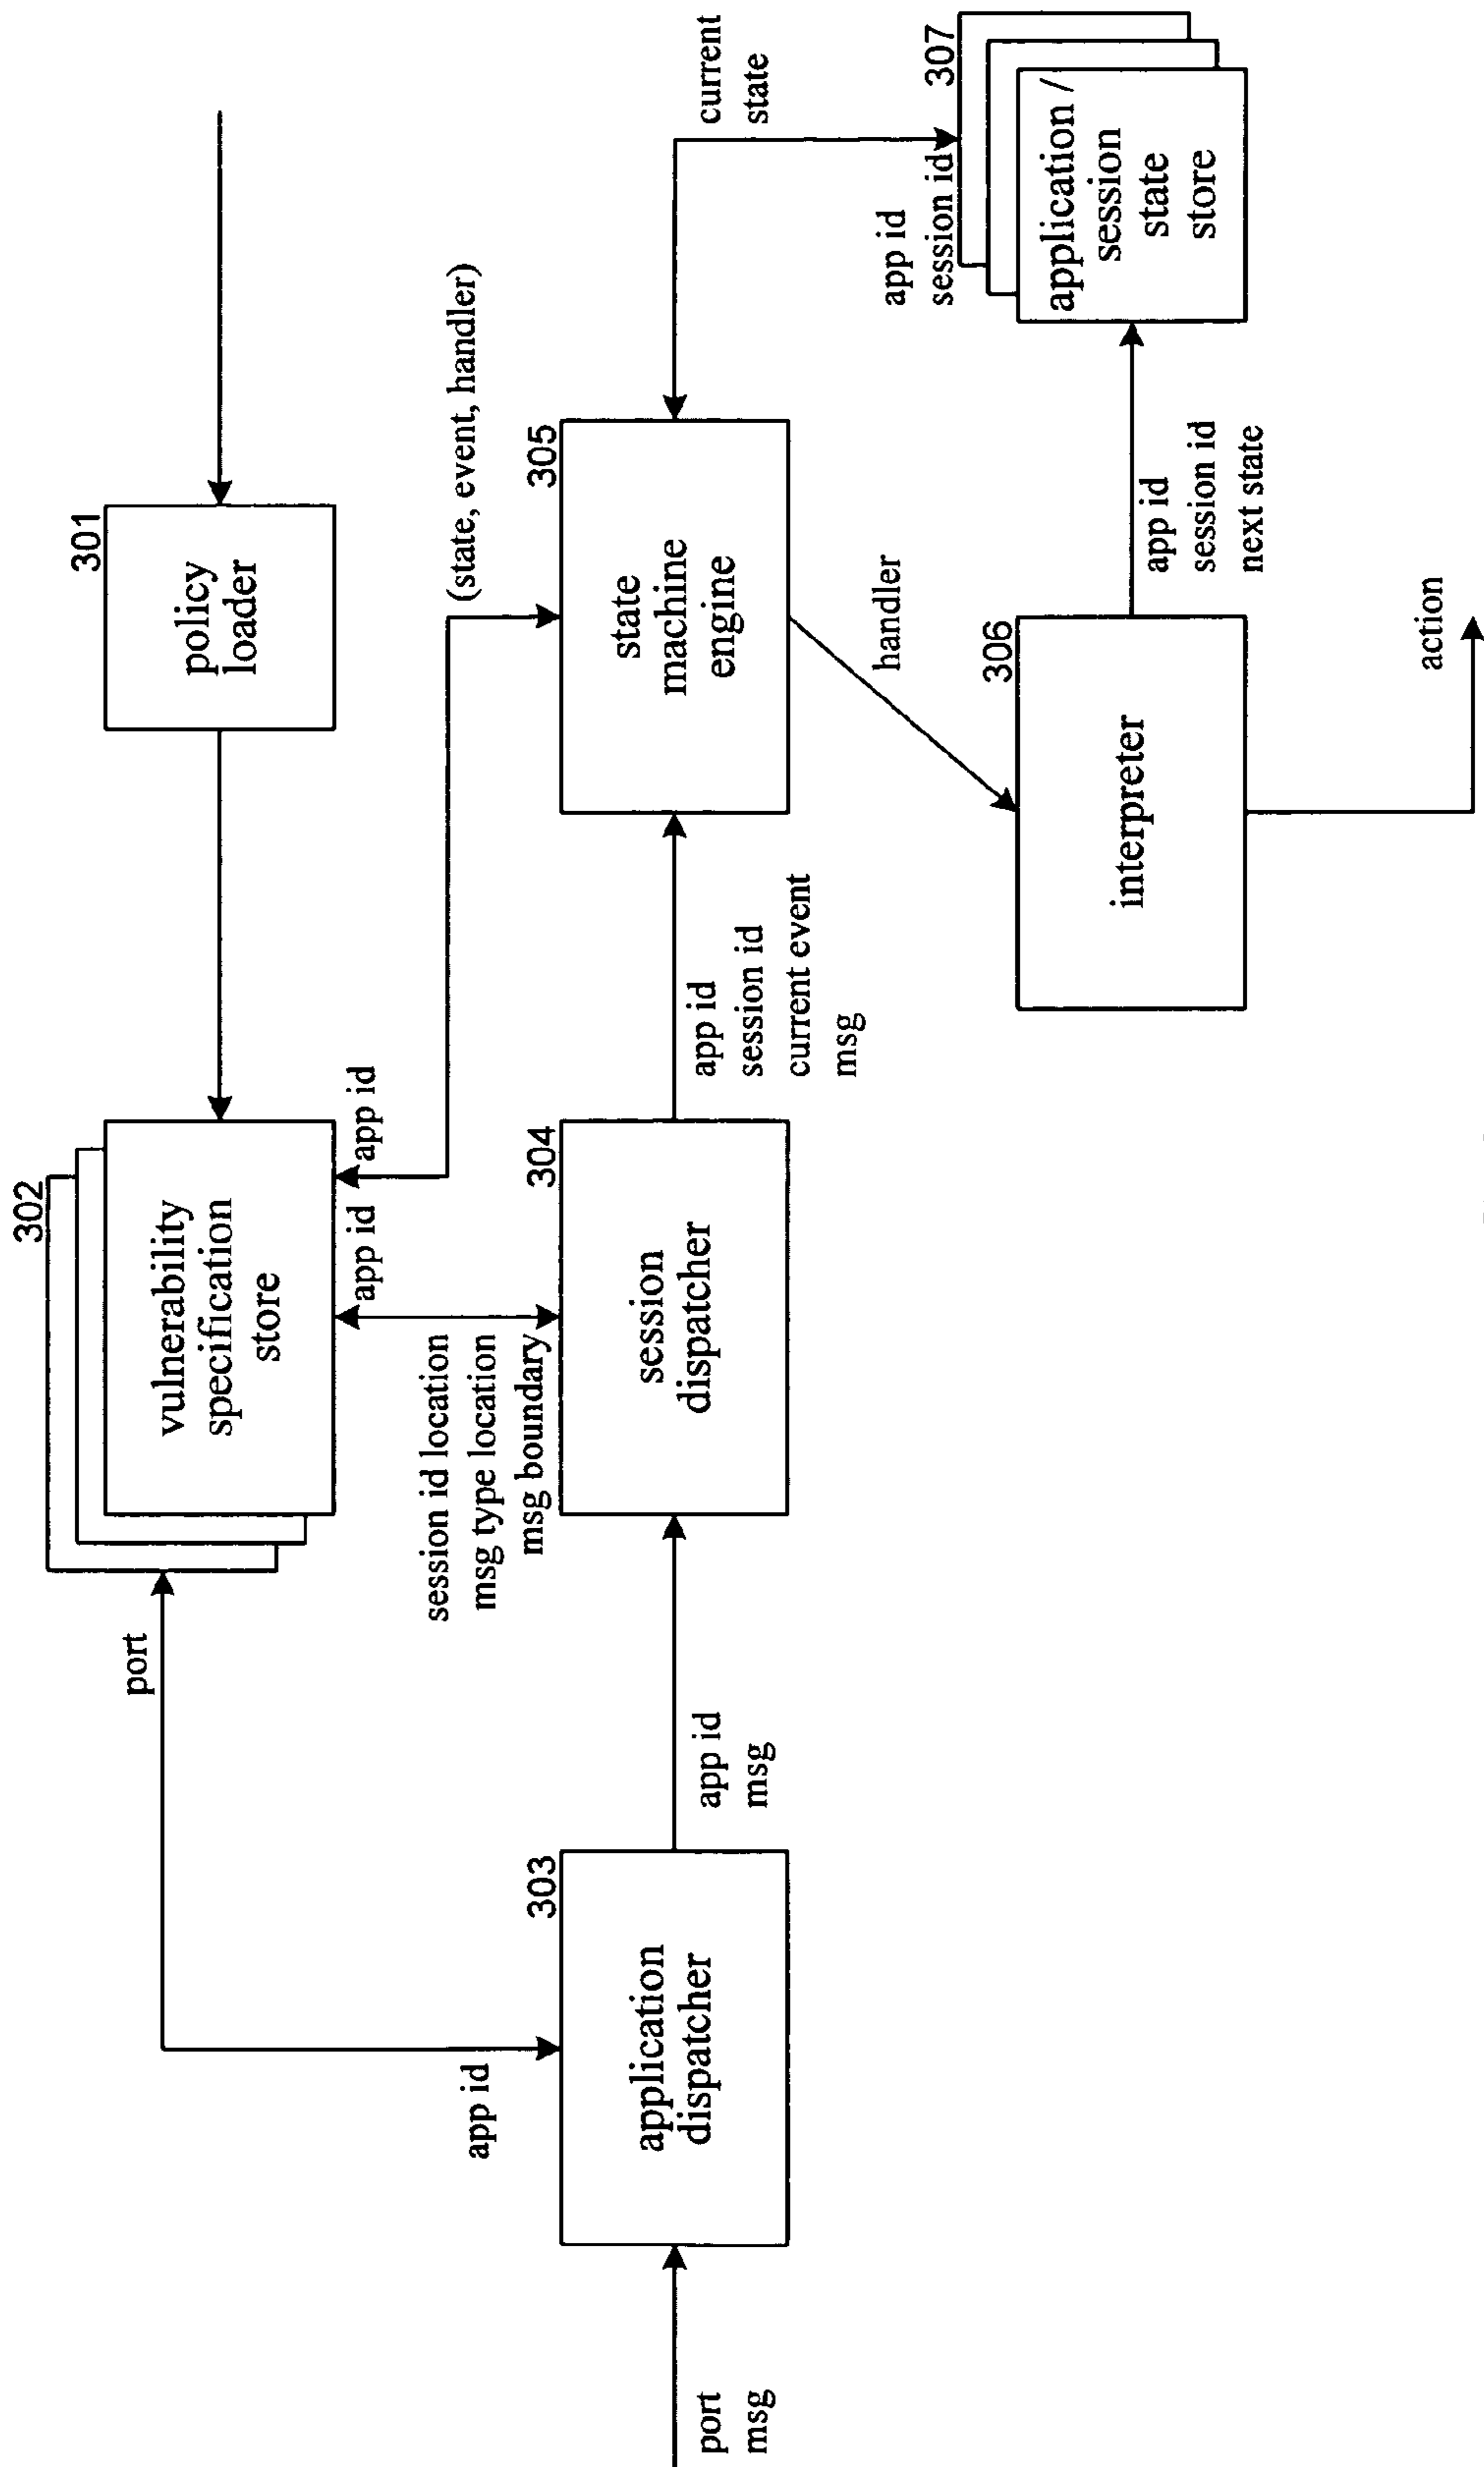 302
vulnerability
specification
store
301
policy
loader
port
app id
app id
session id location
msg type location
msg boundary
(state, event, handler)
app id
303
application
dispatcher
304
session
dispatcher
305
state
machine
engine
current
state
port
msg
app id
msg
app id
session id
current event
msg
handler
app id
session id
307
application /
session
state
store
306
interpreter
app id
session id
next state
action